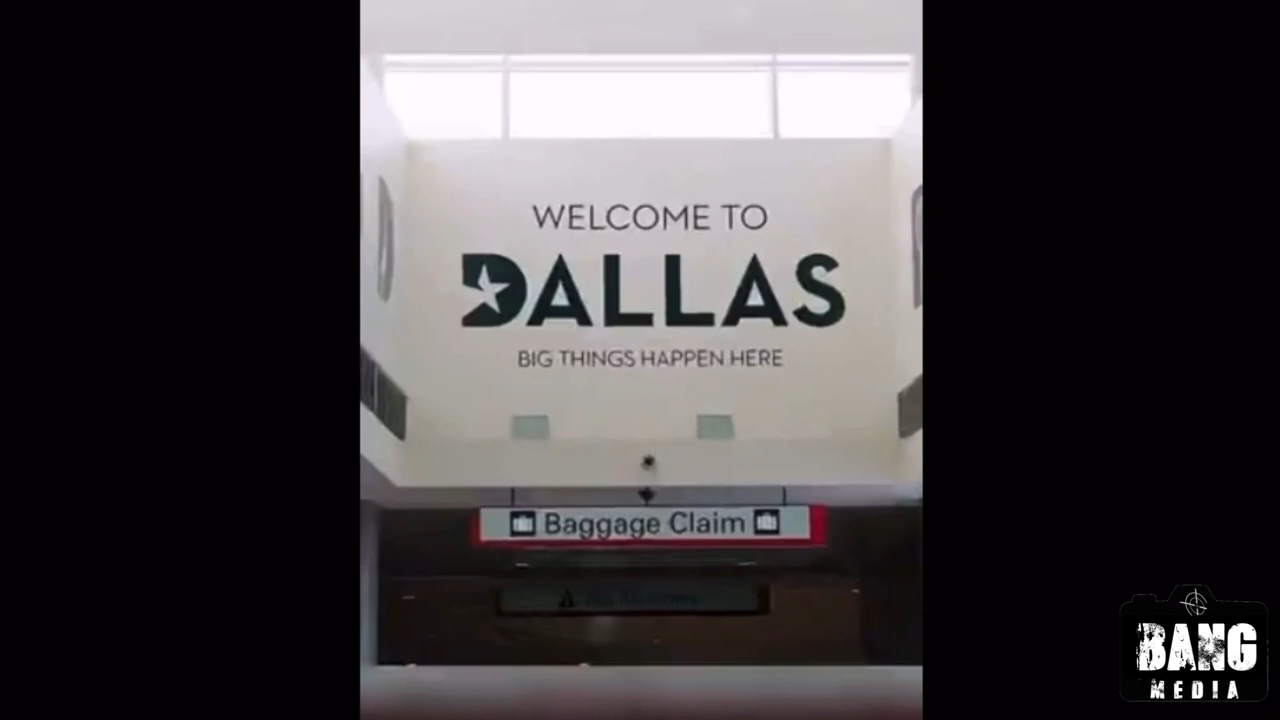 WELCOME TO
DALLAS
BIG THINGS HAPPEN HERE
Baggage Claim
BANG
MEDIA